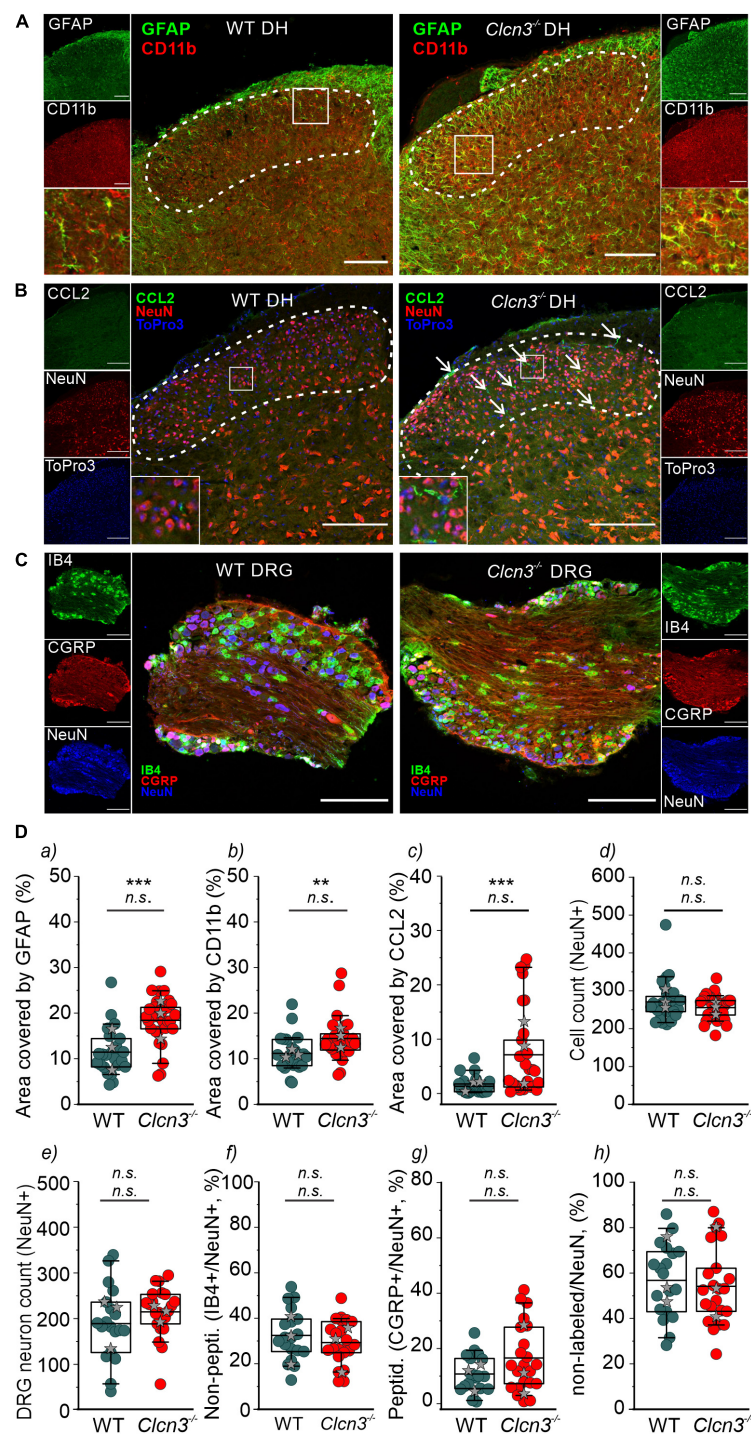 A
GFAP
CD11b
GFAP
CD11b
WT DH
GFAP
CD11b
Clcn3-/- DH
GFAP
CD11b
B
CCL2
NeuN
ToPro3
CCL2
NeuN
ToPro3
WT DH
CCL2
NeuN
ToPro3
Clcn3-/- DH
CCL2
NeuN
ToPro3
C
IB4
CGRP
NeuN
WT DRG
IB4
CGRP
NeuN
Clcn3-/- DRG
IB4
CGRP
NeuN
IB4
CGRP
NeuN
D
a)
Area covered by GFAP (%)
50
40
30
20
10
0
***
n.s.
WT
Clcn3-/-
b)
Area covered by CD11b (%)
50
40
30
20
10
0
**
n.s.
WT
Clcn3-/-
c)
Area covered by CCL2 (%)
40
30
20
10
0
***
n.s.
WT
Clcn3-/-
d)
Cell count (NeuN+)
600
500
400
300
200
100
0
n.s.
n.s.
WT
Clcn3-/-
e)
DRG neuron count (NeuN+)
500
400
300
200
100
0
n.s.
n.s.
WT
Clcn3-/-
f)
Non-pepti. (IB4+/NeuN+, %)
100
80
60
40
20
0
n.s.
n.s.
WT
Clcn3-/-
g)
Peptid. (CGRP+/NeuN+, %)
80
60
40
20
0
n.s.
n.s.
WT
Clcn3-/-
h)
non-labeled/NeuN, (%)
100
80
60
40
20
0
n.s.
n.s.
WT
Clcn3-/-